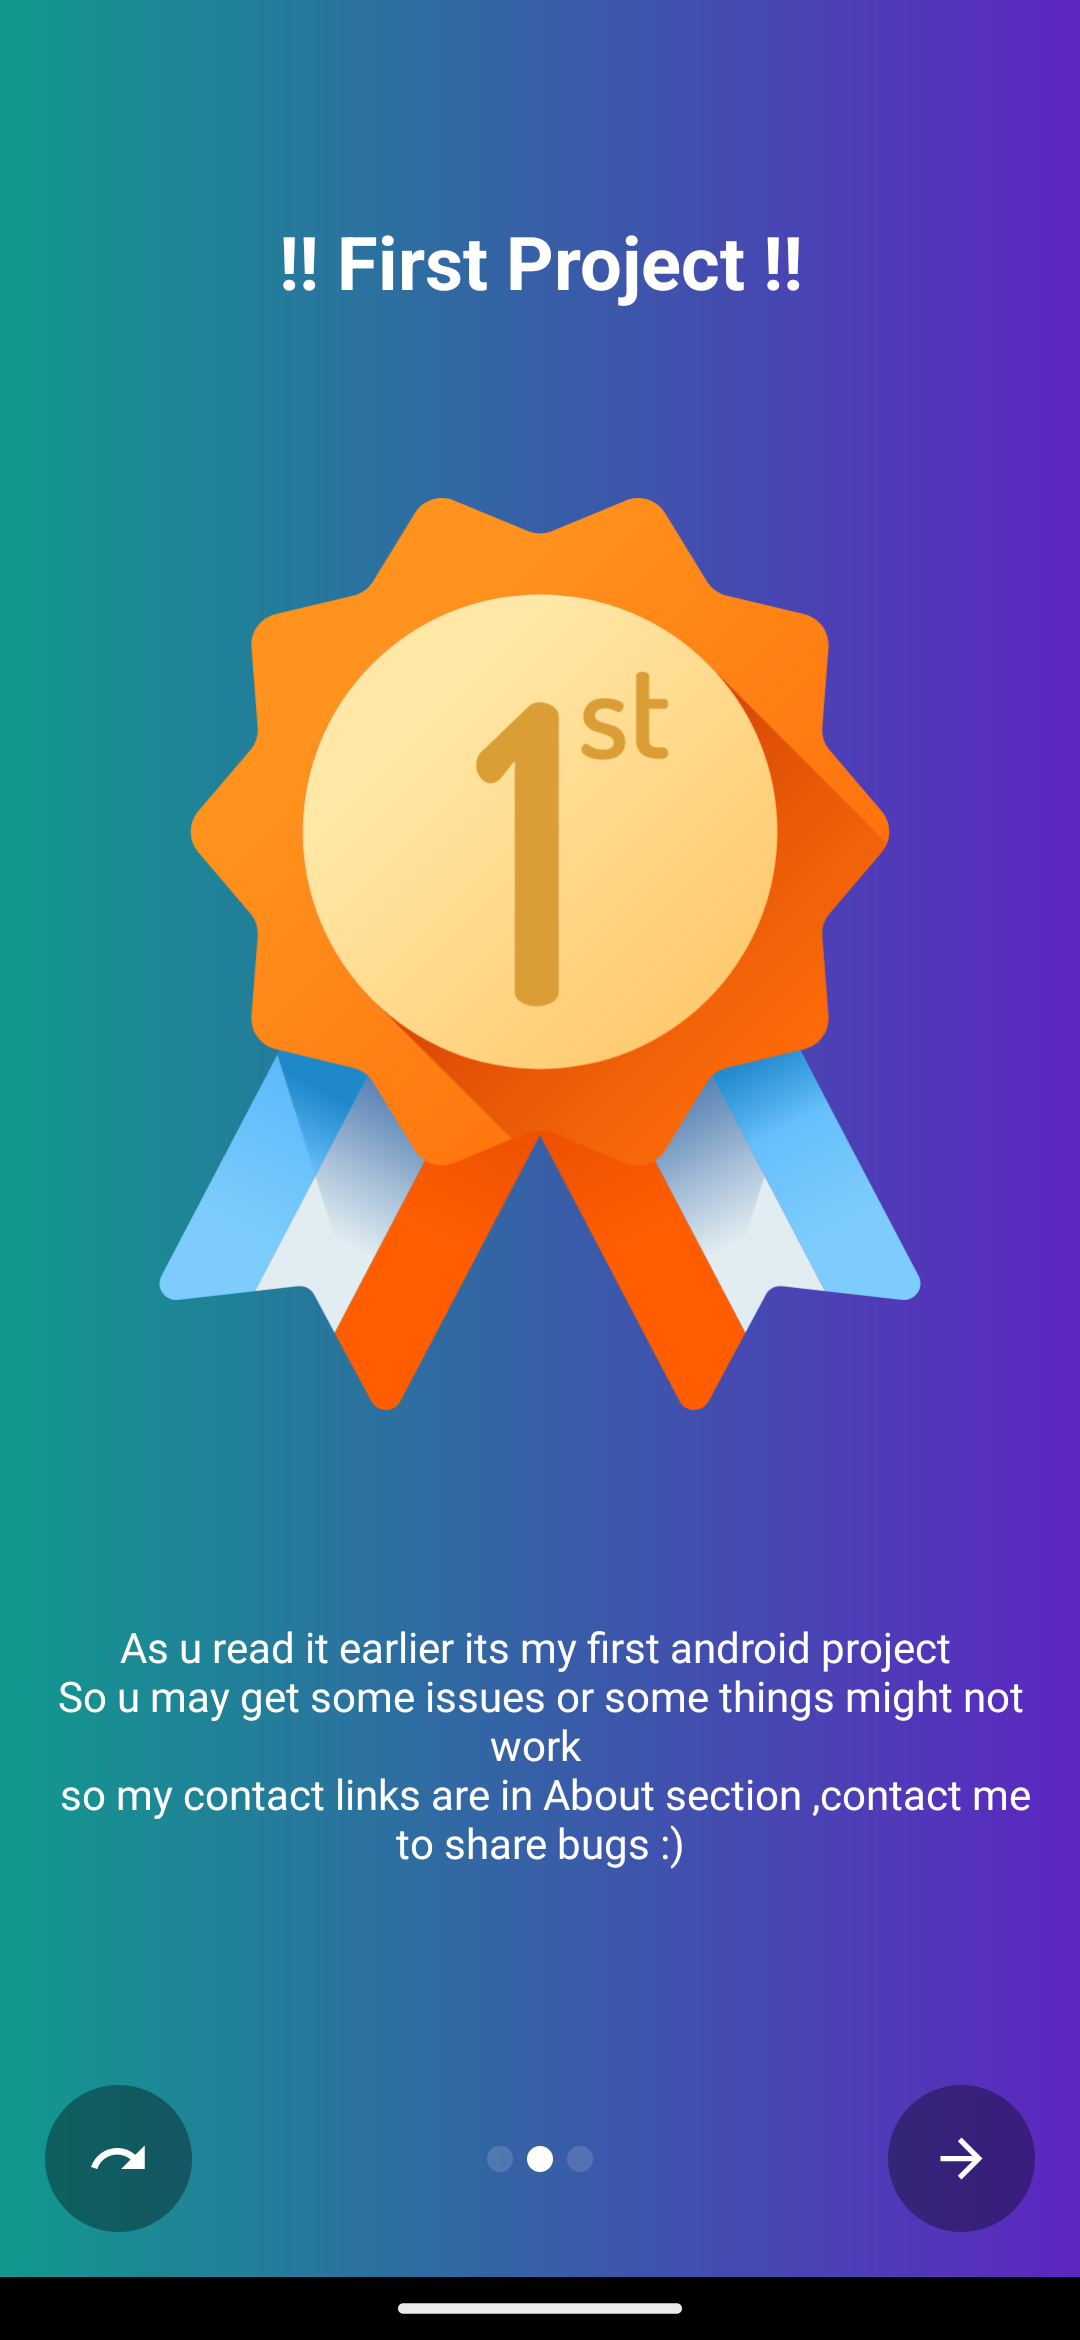 !! First Project !!
1st
As u read it earlier its my first android project
So u may get some issues or some things might not
work
so my contact links are in About section ,contact me
to share bugs :)